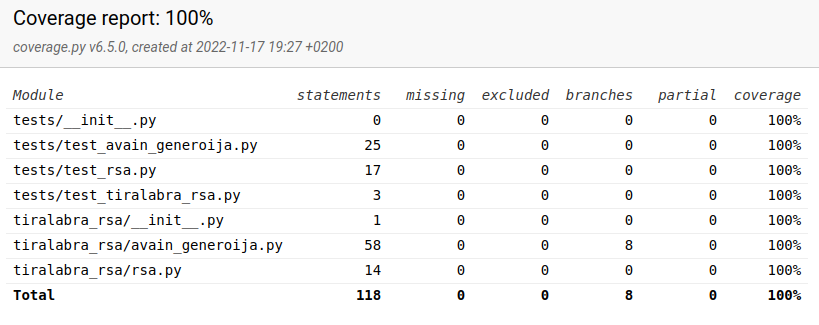 Coverage report: 100%
coverage.py v6.5.0, created at 2022-11-17 19:27 +0200
Module statements missing excluded branches partial coverage
tests/__init__.py 0 0 0 0 0 100%
tests/test_avain_generoija.py 25 0 0 0 0 100%
tests/test_rsa.py 17 0 0 0 0 100%
tests/test_tiralabra_rsa.py 3 0 0 0 0 100%
tiralabra_rsa/__init__.py 1 0 0 0 0 100%
tiralabra_rsa/avain_generoija.py 58 0 0 8 0 100%
tiralabra_rsa/rsa.py 14 0 0 0 0 100%
Total 118 0 0 8 0 100%